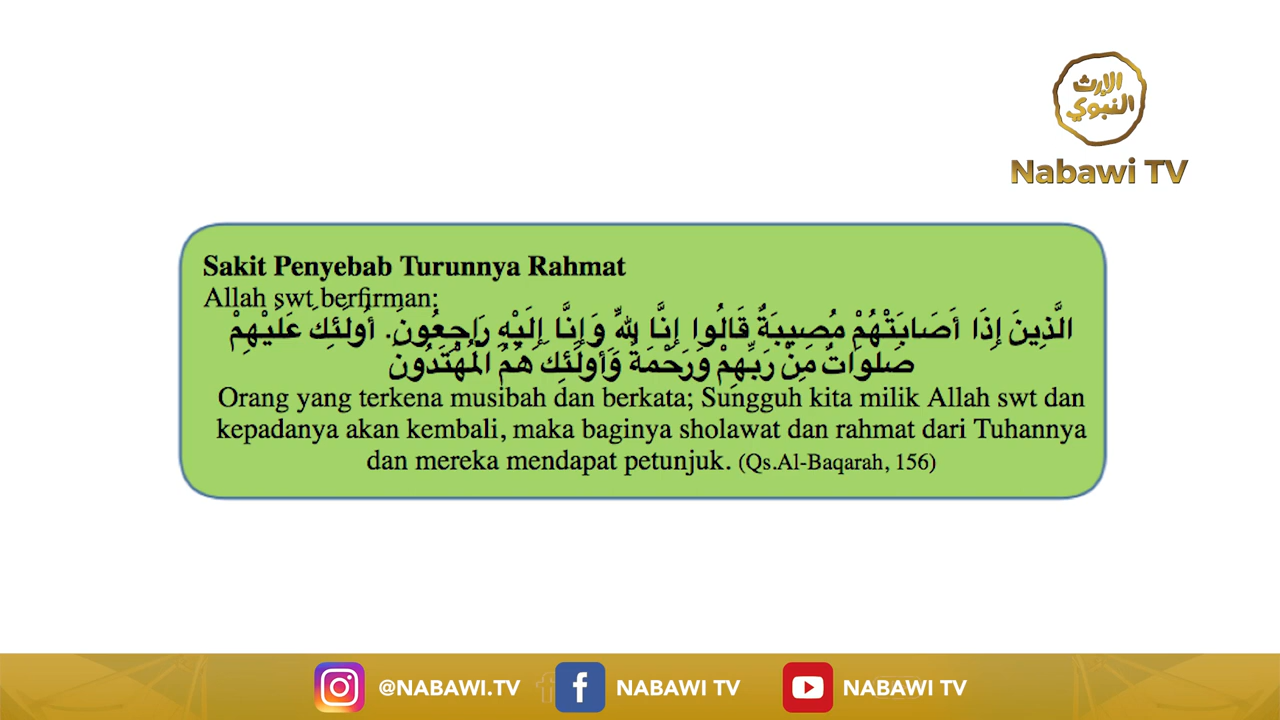 الإرث
النبوي
Nabawi TV
Sakit Penyebab Turunnya Rahmat
Allah swt berfirman:
الَّذِينَ إِذَا أَصَابَتْهُمْ مُصِيبَةٌ قَالُوا إِنَّا لِلَّهِ وَإِنَّا إِلَيْهِ رَاجِعُونَ. أُولَئِكَ عَلَيْهِمْ
صَلَوَاتٌ مِنْ رَبِّهِمْ وَرَحْمَةٌ وَأُولَئِكَ هُمُ الْمُهْتَدُونَ
Orang yang terkena musibah dan berkata; Sungguh kita milik Allah swt dan
kepadanya akan kembali, maka baginya sholawat dan rahmat dari Tuhannya
dan mereka mendapat petunjuk. (Qs.Al-Baqarah, 156)
@NABAWI.TV NABAWI TV NABAWI TV